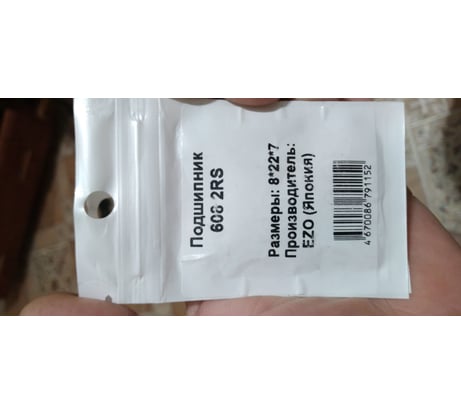 Подшипник
608 2RS
Размеры: 8*22*7
Производитель:
EZO (Япония)
4 670086 791152